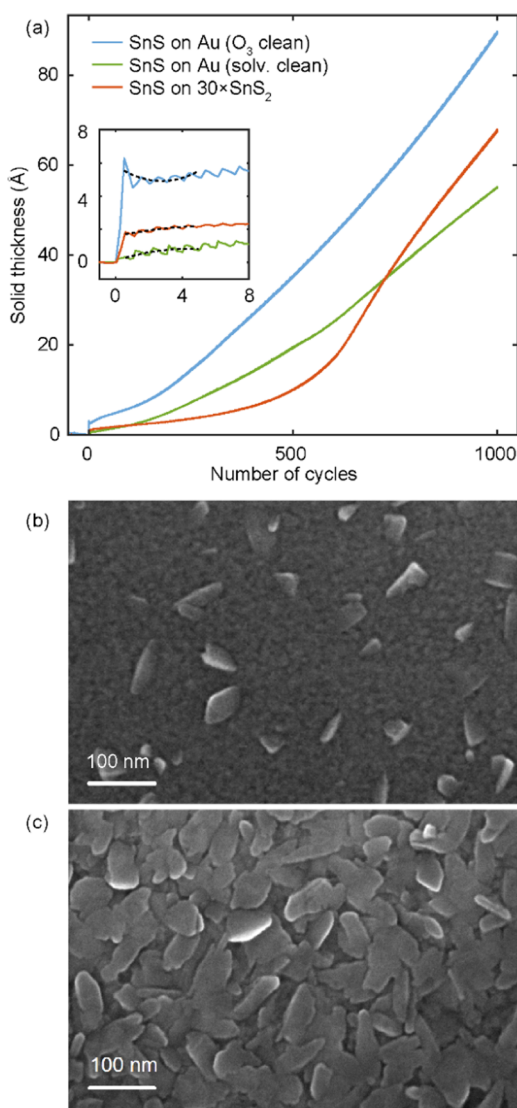 (a)
SnS on Au (O₃ clean)
SnS on Au (solv. clean)
SnS on 30×SnS₂
80
60
40
20
0
Solid thickness (Å)
8
4
0
0
4
8
0
500
1000
Number of cycles
(b)
100 nm
(c)
100 nm